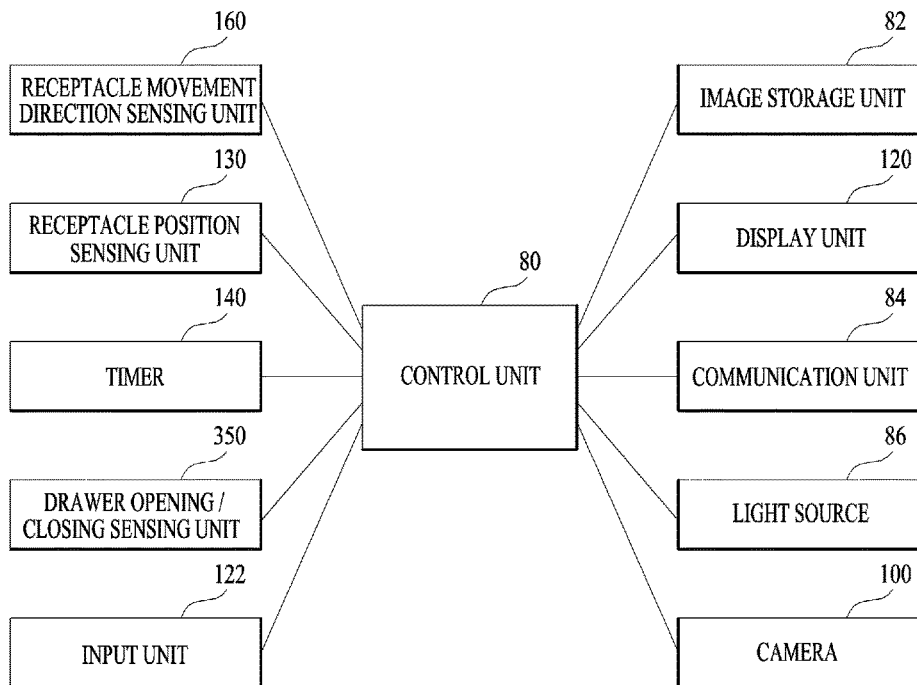 160
RECEPTACLE MOVEMENT
DIRECTION SENSING UNIT
130
RECEPTACLE POSITION
SENSING UNIT
140
TIMER
350
DRAWER OPENING /
CLOSING SENSING UNIT
122
INPUT UNIT
80
CONTROL UNIT
82
IMAGE STORAGE UNIT
120
DISPLAY UNIT
84
COMMUNICATION UNIT
86
LIGHT SOURCE
100
CAMERA